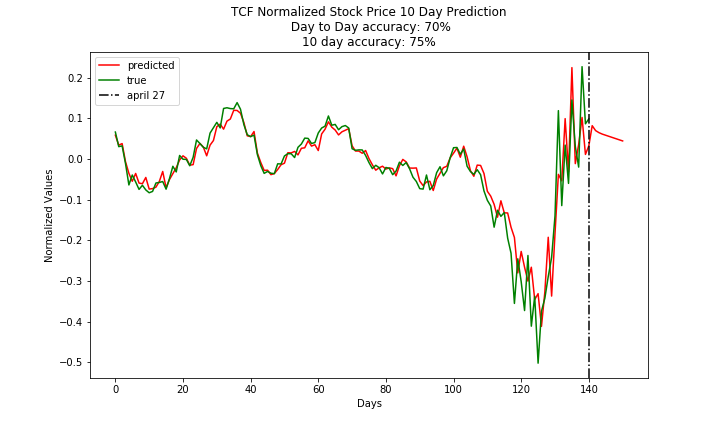 TCF Normalized Stock Price 10 Day Prediction
Day to Day accuracy: 70%
10 day accuracy: 75%
predicted
true
april 27
Normalized Values
0.2
0.1
0.0
−0.1
−0.2
−0.3
−0.4
−0.5
0
20
40
60
80
100
120
140
Days